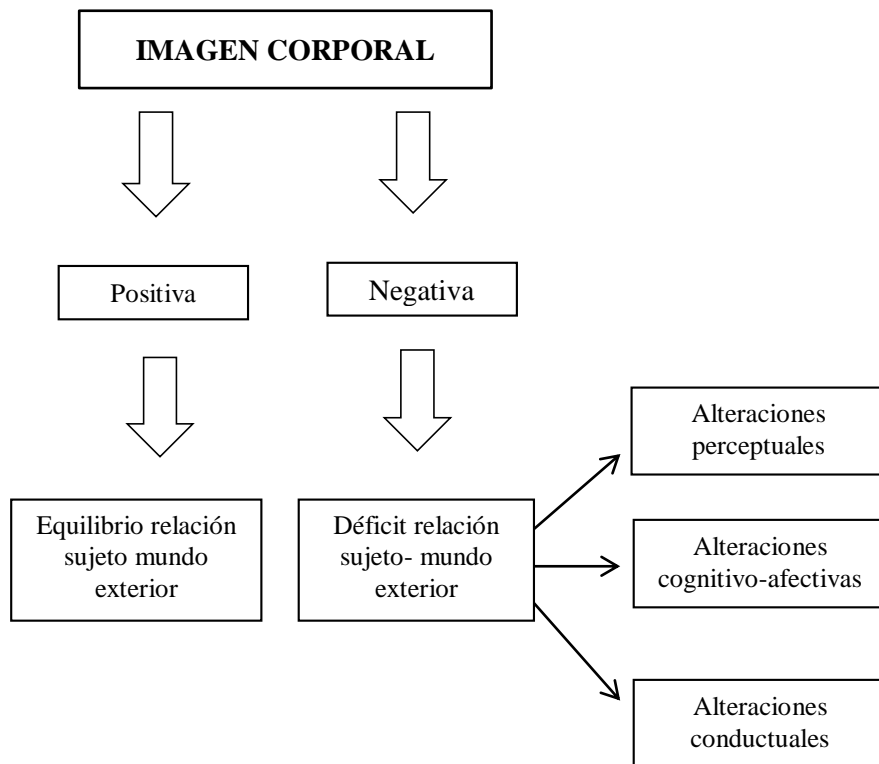 IMAGEN CORPORAL
Positiva
Negativa
Equilibrio relación
sujeto mundo
exterior
Déficit relación
sujeto- mundo
exterior
Alteraciones
perceptuales
Alteraciones
cognitivo-afectivas
Alteraciones
conductuales